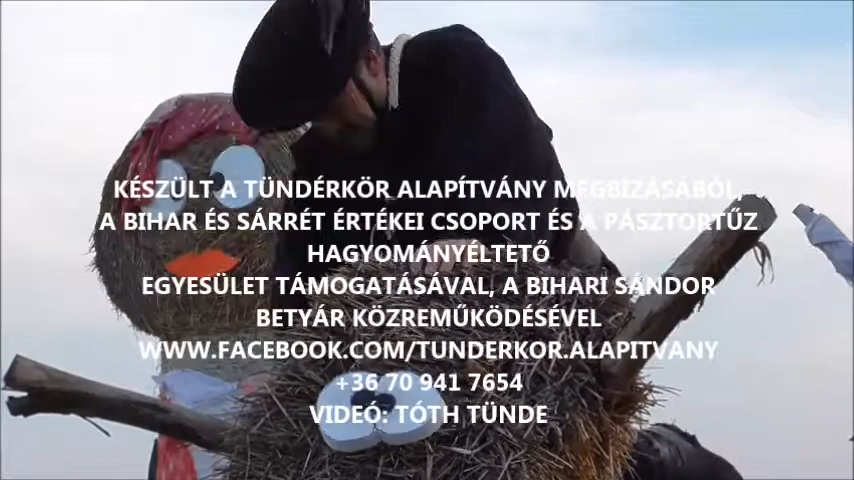 KÉSZÜLT A TÜNDÉRKÖR ALAPÍTVÁNY MEGBÍZÁSÁBÓL,
A BIHAR ÉS SÁRRÉT ÉRTÉKEI CSOPORT ÉS A PÁSZTORTŰZ
HAGYOMÁNYÉLTETŐ
EGYESÜLET TÁMOGATÁSÁVAL, A BIHARI SÁNDOR
BETYÁR KÖZREMŰKÖDÉSÉVEL
WWW.FACEBOOK.COM/TUNDERKOR.ALAPITVANY
+36 70 941 7654
VIDEÓ: TÓTH TÜNDE